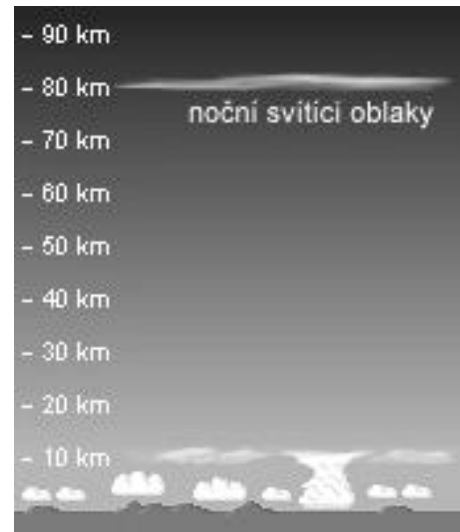 – 90 km
– 80 km
noční svítící oblaky
– 70 km
– 60 km
– 50 km
– 40 km
– 30 km
– 20 km
– 10 km